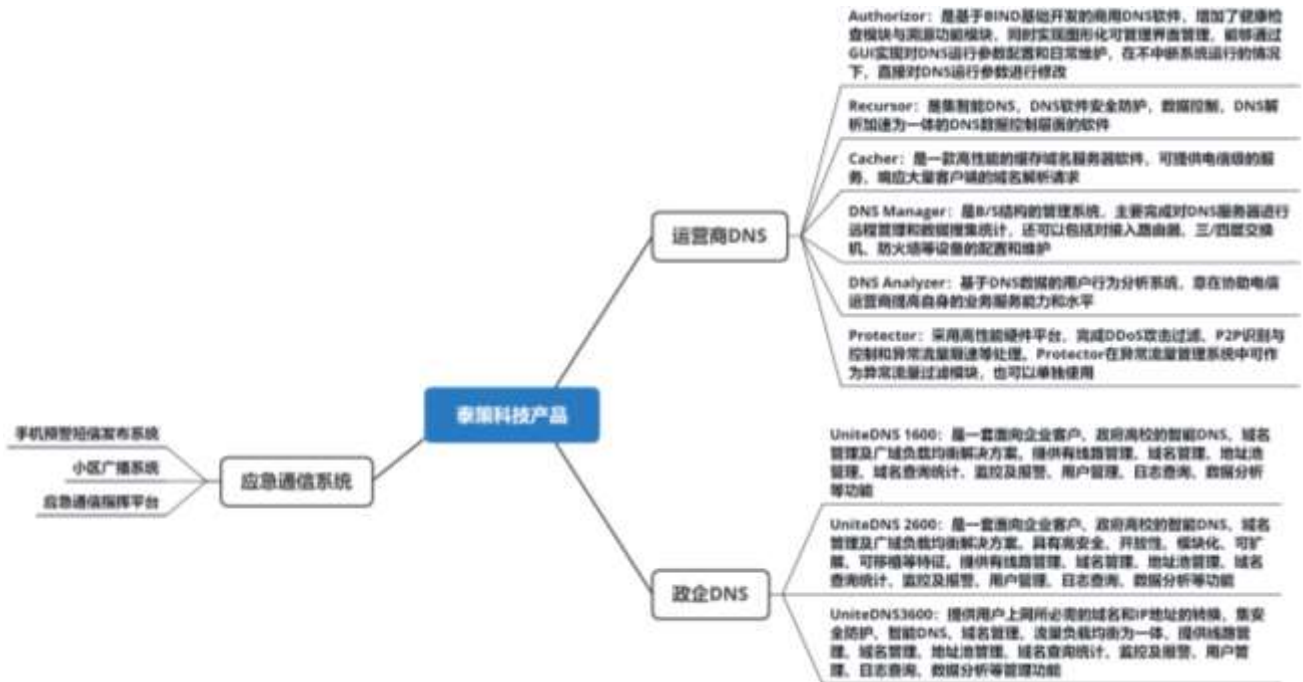 泰策科技产品
运营商DNS
Authorizor：是基于BIND基础开发的商用DNS软件，增加了健康检
查模块与溯源功能模块，同时实现图形化可管理界面管理，能够通过
GUI实现对DNS运行参数配置和日常维护，在不中断系统运行的情况
下，直接对DNS运行参数进行修改
Recursor：是集智能DNS、DNS软件安全防护、数据控制、DNS解
析加速为一体的DNS数据控制层面的软件
Cacher：是一款高性能的缓存域名服务器软件，可提供电信级的服
务，响应大量客户端的域名解析请求
DNS Manager：是B/S结构的管理系统，主要完成对DNS服务器进行
远程管理和数据搜集统计，还可以包括对接入路由器、三/四层交换
机、防火墙等设备的配置和维护
DNS Analyzer：基于DNS数据的用户行为分析系统，意在协助电信
运营商提高自身的业务服务能力和水平
Protector：采用高性能硬件平台，完成DDoS攻击过滤、P2P识别与
控制和异常流量限速等处理。Protector在异常流量管理系统中可作
为异常流量过滤模块，也可以单独使用
政企DNS
UniteDNS 1600：是一套面向企业客户、政府高校的智能DNS、域名
管理及广域负载均衡解决方案。提供有线路管理、域名管理、地址池
管理、域名查询统计、监控及报警、用户管理、日志查询、数据分析
等功能
UniteDNS 2600：是一套面向企业客户、政府高校的智能DNS、域名
管理及广域负载均衡解决方案。具有高安全、开放性、模块化、可扩
展、可移植等特征。提供有线路管理、域名管理、地址池管理、域名
查询统计、监控及报警、用户管理、日志查询、数据分析等功能
UniteDNS3600：提供用户上网所必需的域名和IP地址的转换，集安
全防护、智能DNS、域名管理、流量负载均衡为一体，提供线路管
理、域名管理、地址池管理、域名查询统计、监控及报警、用户管
理、日志查询、数据分析等管理功能
应急通信系统
手机预警短信发布系统
小区广播系统
应急通信指挥平台